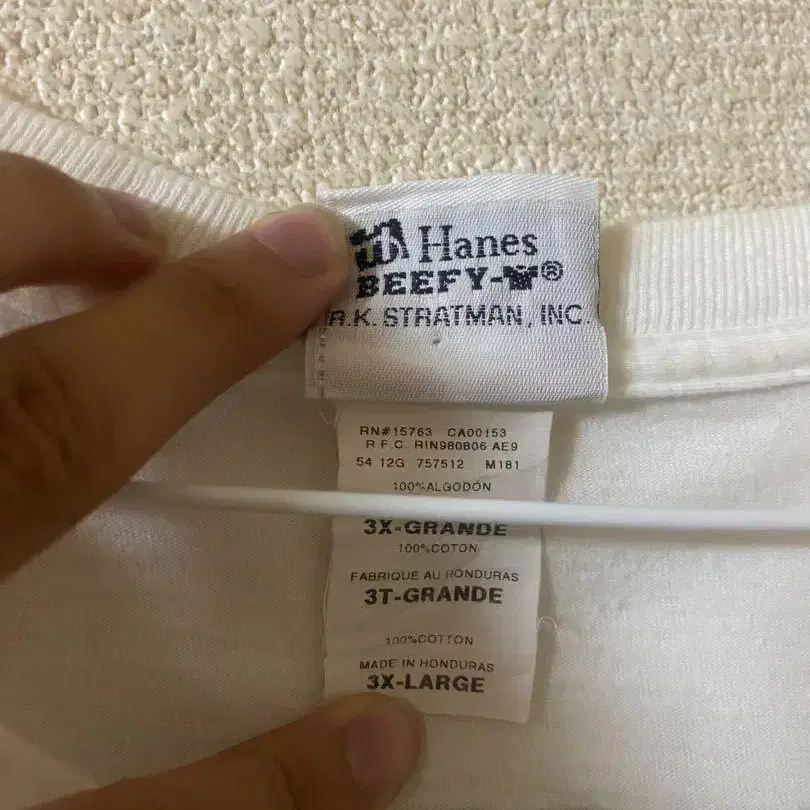 Hanes
BEEFY-®
R.K. STRATMAN, INC.
RN#15763 CA00153
R.F.C. RIN980806 AE9
54 12G 757512 M181
100%ALGODÓN
3X-GRANDE
100%COTON
FABRIQUÉ AU HONDURAS
3T-GRANDE
100%COTTON
MADE IN HONDURAS
3X-LARGE